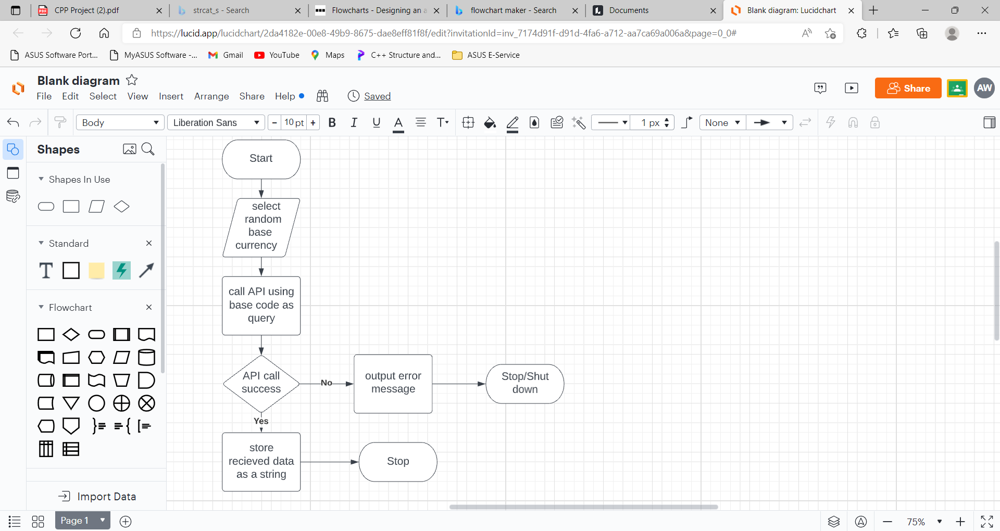 CPP Project (2).pdf
strcat_s - Search
Flowcharts - Designing an a
flowchart maker - Search
Documents
Blank diagram: Lucidchart
https://lucid.app/lucidchart/2da4182e-00e8-49b9-8675-dae8eff81f8f/edit?invitationId=inv_7174d91f-d91d-4fa6-a712-aa7ca69a006a&page=0_0#
ASUS Software Port...
MyASUS Software -...
Gmail
YouTube
Maps
C++ Structure and...
ASUS E-Service
Blank diagram
File Edit Select View Insert Arrange Share Help
Saved
Share
AW
Body
Liberation Sans
- 10 pt +
B I U A T
1 px
None
Shapes
Shapes In Use
Standard
T
Flowchart
Import Data
Start
select
random
base
currency
call API using
base code as
query
API call
success
No
output error
message
Stop/Shut
down
Yes
store
recieved data
as a string
Stop
Page 1
75%